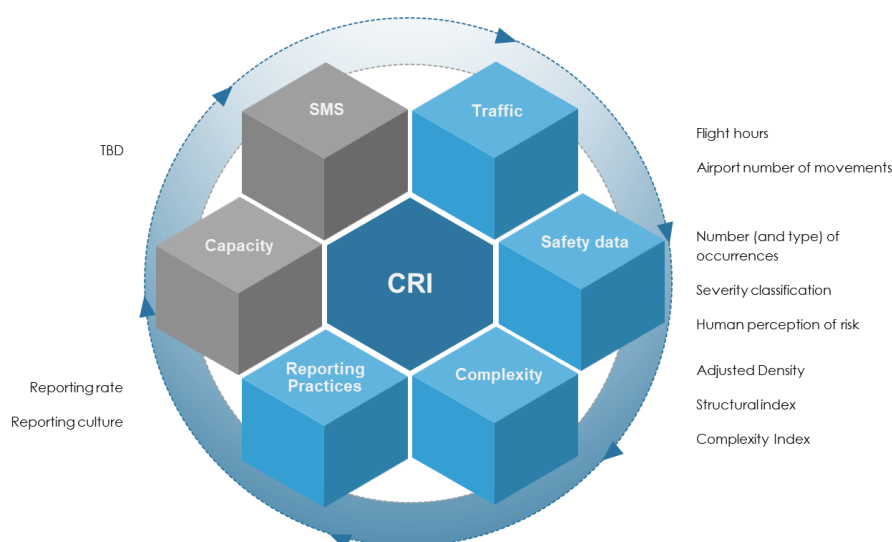 SMS
Traffic
Flight hours
TBD
Airport number of movements
Capacity
Safety data
Number (and type) of
occurrences
CRI
Severity classification
Human perception of risk
Reporting
Practices
Complexity
Adjusted Density
Reporting rate
Structural index
Reporting culture
Complexity Index